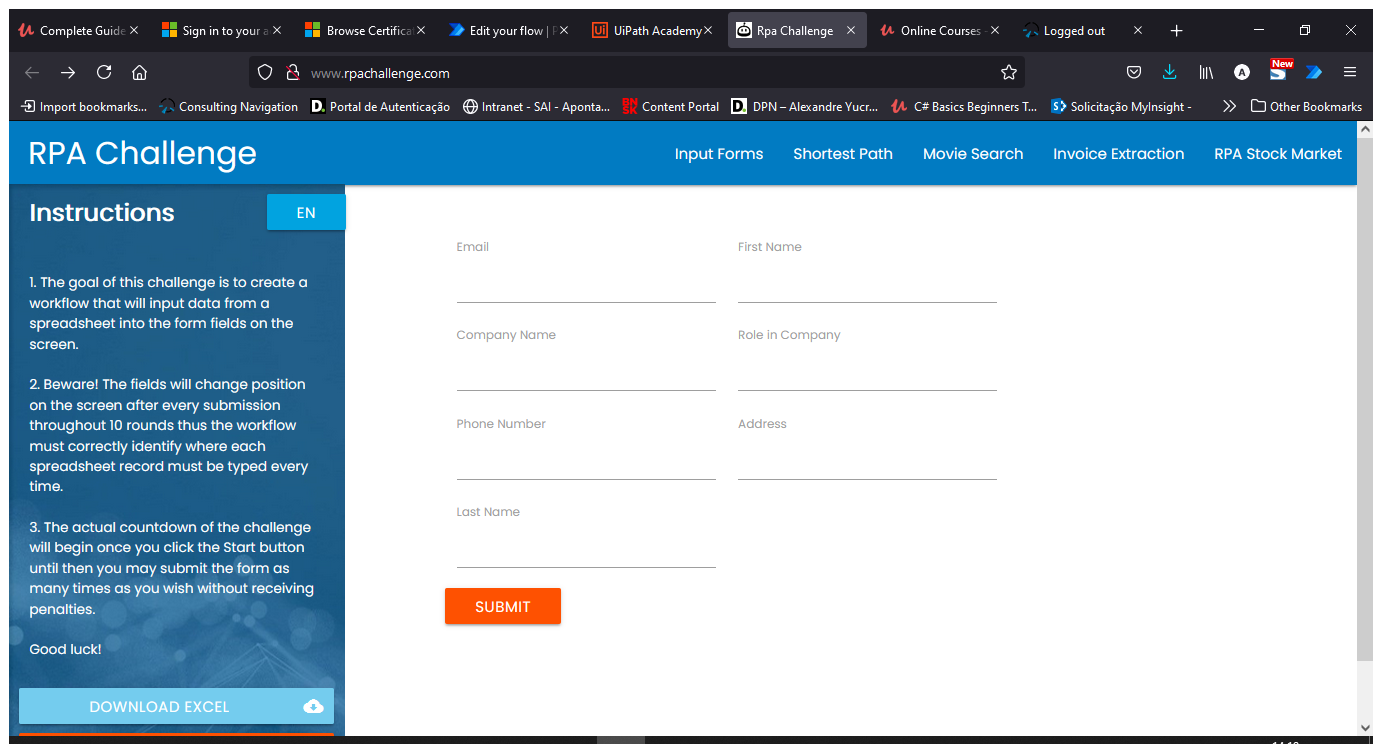 Complete Guide
Sign in to your a
Browse Certifica
Edit your flow | P
UiPath Academy
Rpa Challenge
Online Courses -
Logged out
www.rpachallenge.com
New
Import bookmarks...
Consulting Navigation
Portal de Autenticação
Intranet - SAI - Aponta...
Content Portal
DPN – Alexandre Yucr...
C# Basics Beginners T...
Solicitação MyInsight -
Other Bookmarks
RPA Challenge
Input Forms
Shortest Path
Movie Search
Invoice Extraction
RPA Stock Market
Instructions
EN
1. The goal of this challenge is to create a
workflow that will input data from a
spreadsheet into the form fields on the
screen.
2. Beware! The fields will change position
on the screen after every submission
throughout 10 rounds thus the workflow
must correctly identify where each
spreadsheet record must be typed every
time.
3. The actual countdown of the challenge
will begin once you click the Start button
until then you may submit the form as
many times as you wish without receiving
penalties.
Good luck!
DOWNLOAD EXCEL
Email
First Name
Company Name
Role in Company
Phone Number
Address
Last Name
SUBMIT